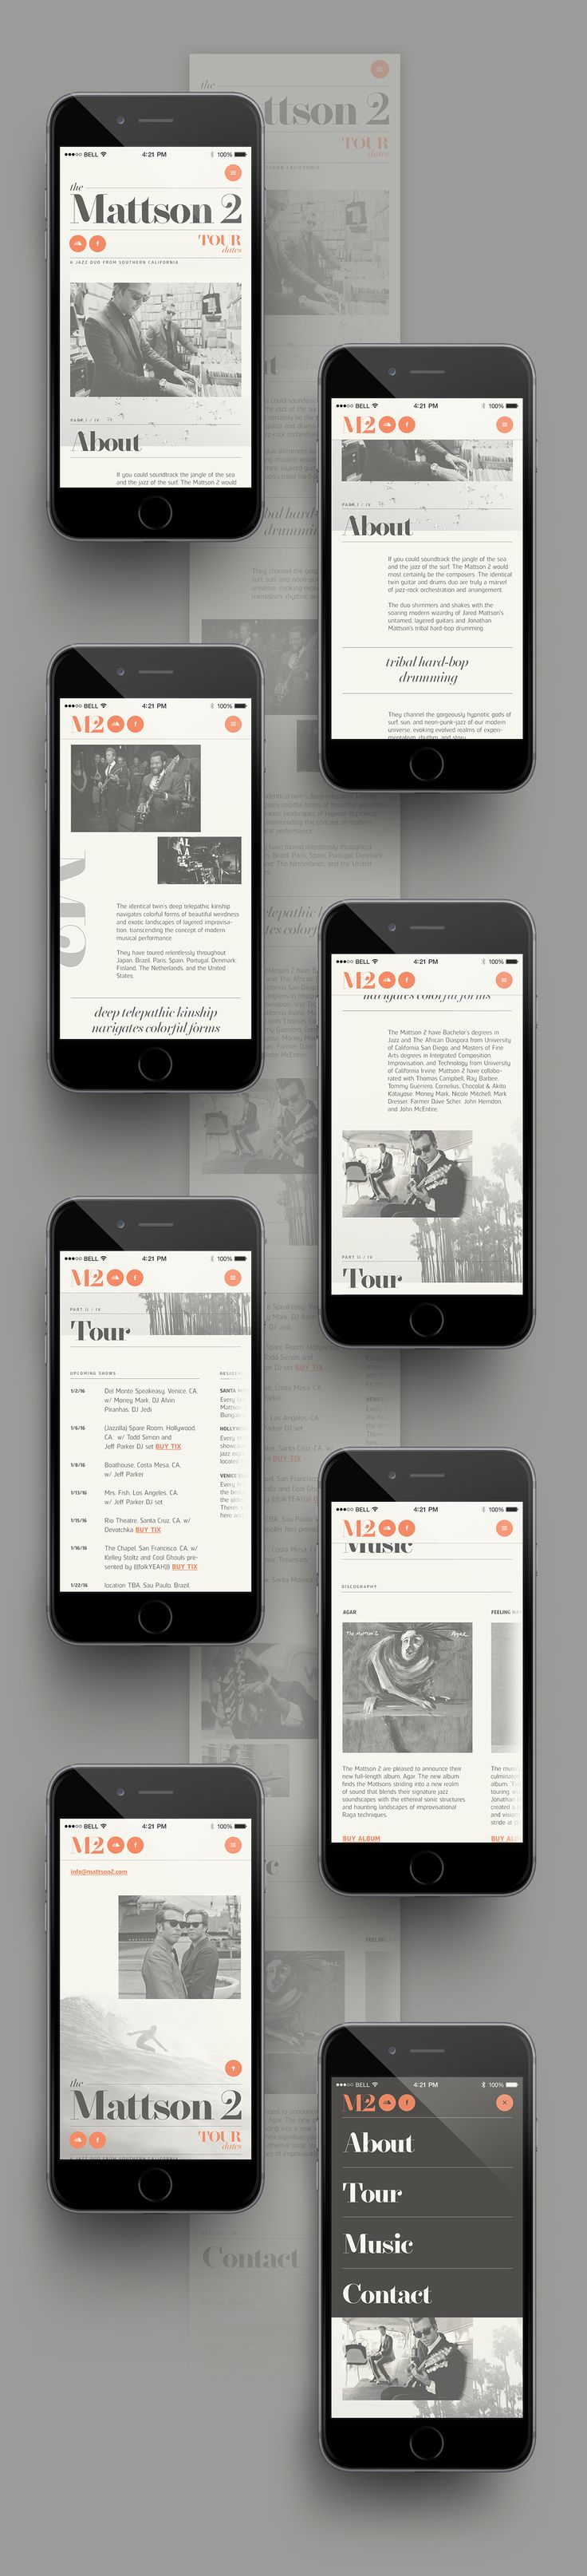 BELL 4:21 PM 100%
the
Mattson 2
TOUR
dates
A JAZZ DUO FROM SOUTHERN CALIFORNIA
PART I / IV
About
If you could soundtrack the jangle of the sea
and the jazz of the surf. The Mattson 2 would
BELL 4:21 PM 100%
M2
PART I / IV
About
If you could soundtrack the jangle of the sea
and the jazz of the surf. The Mattson 2 would
most certainly be the composers. The identical
twin guitar and drums duo are truly a marvel
of jazz-rock orchestration and arrangement.
The duo shimmers and shakes with the
soaring modern wizardry of Jared Mattson's
untamed, layered guitars and Jonathan
Mattson's tribal hard-bop drumming.
tribal hard-bop
drumming
They channel the gorgeously hypnotic gods of
surf, sun, and neon-punk-jazz of our modern
universe, evoking evolved realms of experi-
mentalism, rhythm, and story.
BELL 4:21 PM 100%
M2
The identical twin's deep telepathic kinship
navigates colorful forms of beautiful weirdness
and exotic landscapes of layered improvisa-
tion, transcending the concept of modern
musical performance.
They have toured relentlessly throughout
Japan, Brazil, Paris, Spain, Portugal, Denmark,
Finland, The Netherlands, and the United
States.
deep telepathic kinship
navigates colorful forms
BELL 4:21 PM 100%
M2
navigates colorful forms
The Mattson 2 have Bachelor's degrees in
Jazz and The African Diaspora from University
of California San Diego, and Masters of Fine
Arts degrees in Integrated Composition,
Improvisation, and Technology from University
of California Irvine. Mattson 2 have collabo-
rated with Thomas Campbell, Ray Barbee,
Tommy Guerrero, Cornelius, Chocolat & Akito
Katayose, Money Mark, Nicole Mitchell, Mark
Dresser, Farmer Dave Scher, John Herndon,
and John McEntire.
PART II / IV
Tour
BELL 4:21 PM 100%
M2
PART II / IV
Tour
UPCOMING SHOWS
1/2/16 Del Monte Speakeasy, Venice, CA,
w/ Money Mark, DJ Alvin
Piranhas, DJ Jedi
1/6/16 (Jazzilla) Spare Room, Hollywood,
CA, w/ Todd Simon and
Jeff Parker DJ set BUY TIX
1/8/16 Boathouse, Costa Mesa, CA,
w/ Jeff Parker
1/13/16 Mrs. Fish, Los Angeles, CA,
w/ Jeff Parker DJ set
1/15/16 Rio Theatre, Santa Cruz, CA, w/
Devotchka BUY TIX
1/16/16 The Chapel, San Francisco, CA, w/
Kelley Stoltz and Cool Ghouls pre-
sented by (((folkYEAH))) BUY TIX
1/22/16 location TBA, Sau Paulo, Brazil
BELL 4:21 PM 100%
M2
Music
DISCOGRAPHY
AGAR
FEELING
The Mattson 2 Agar
The Mattson 2 are pleased to announce their
new full-length album, Agar. The new album
finds the Mattsons striding into a new realm
of sound that blends their signature jazz
soundscapes with the ethereal sonic structures
and haunting landscapes of improvisational
Raga techniques.
BUY ALBUM
BELL 4:21 PM 100%
M2
info@mattson2.com
the
Mattson 2
TOUR
dates
A JAZZ DUO FROM SOUTHERN CALIFORNIA
BELL 4:21 PM 100%
M2
About
Tour
Music
Contact
Contact